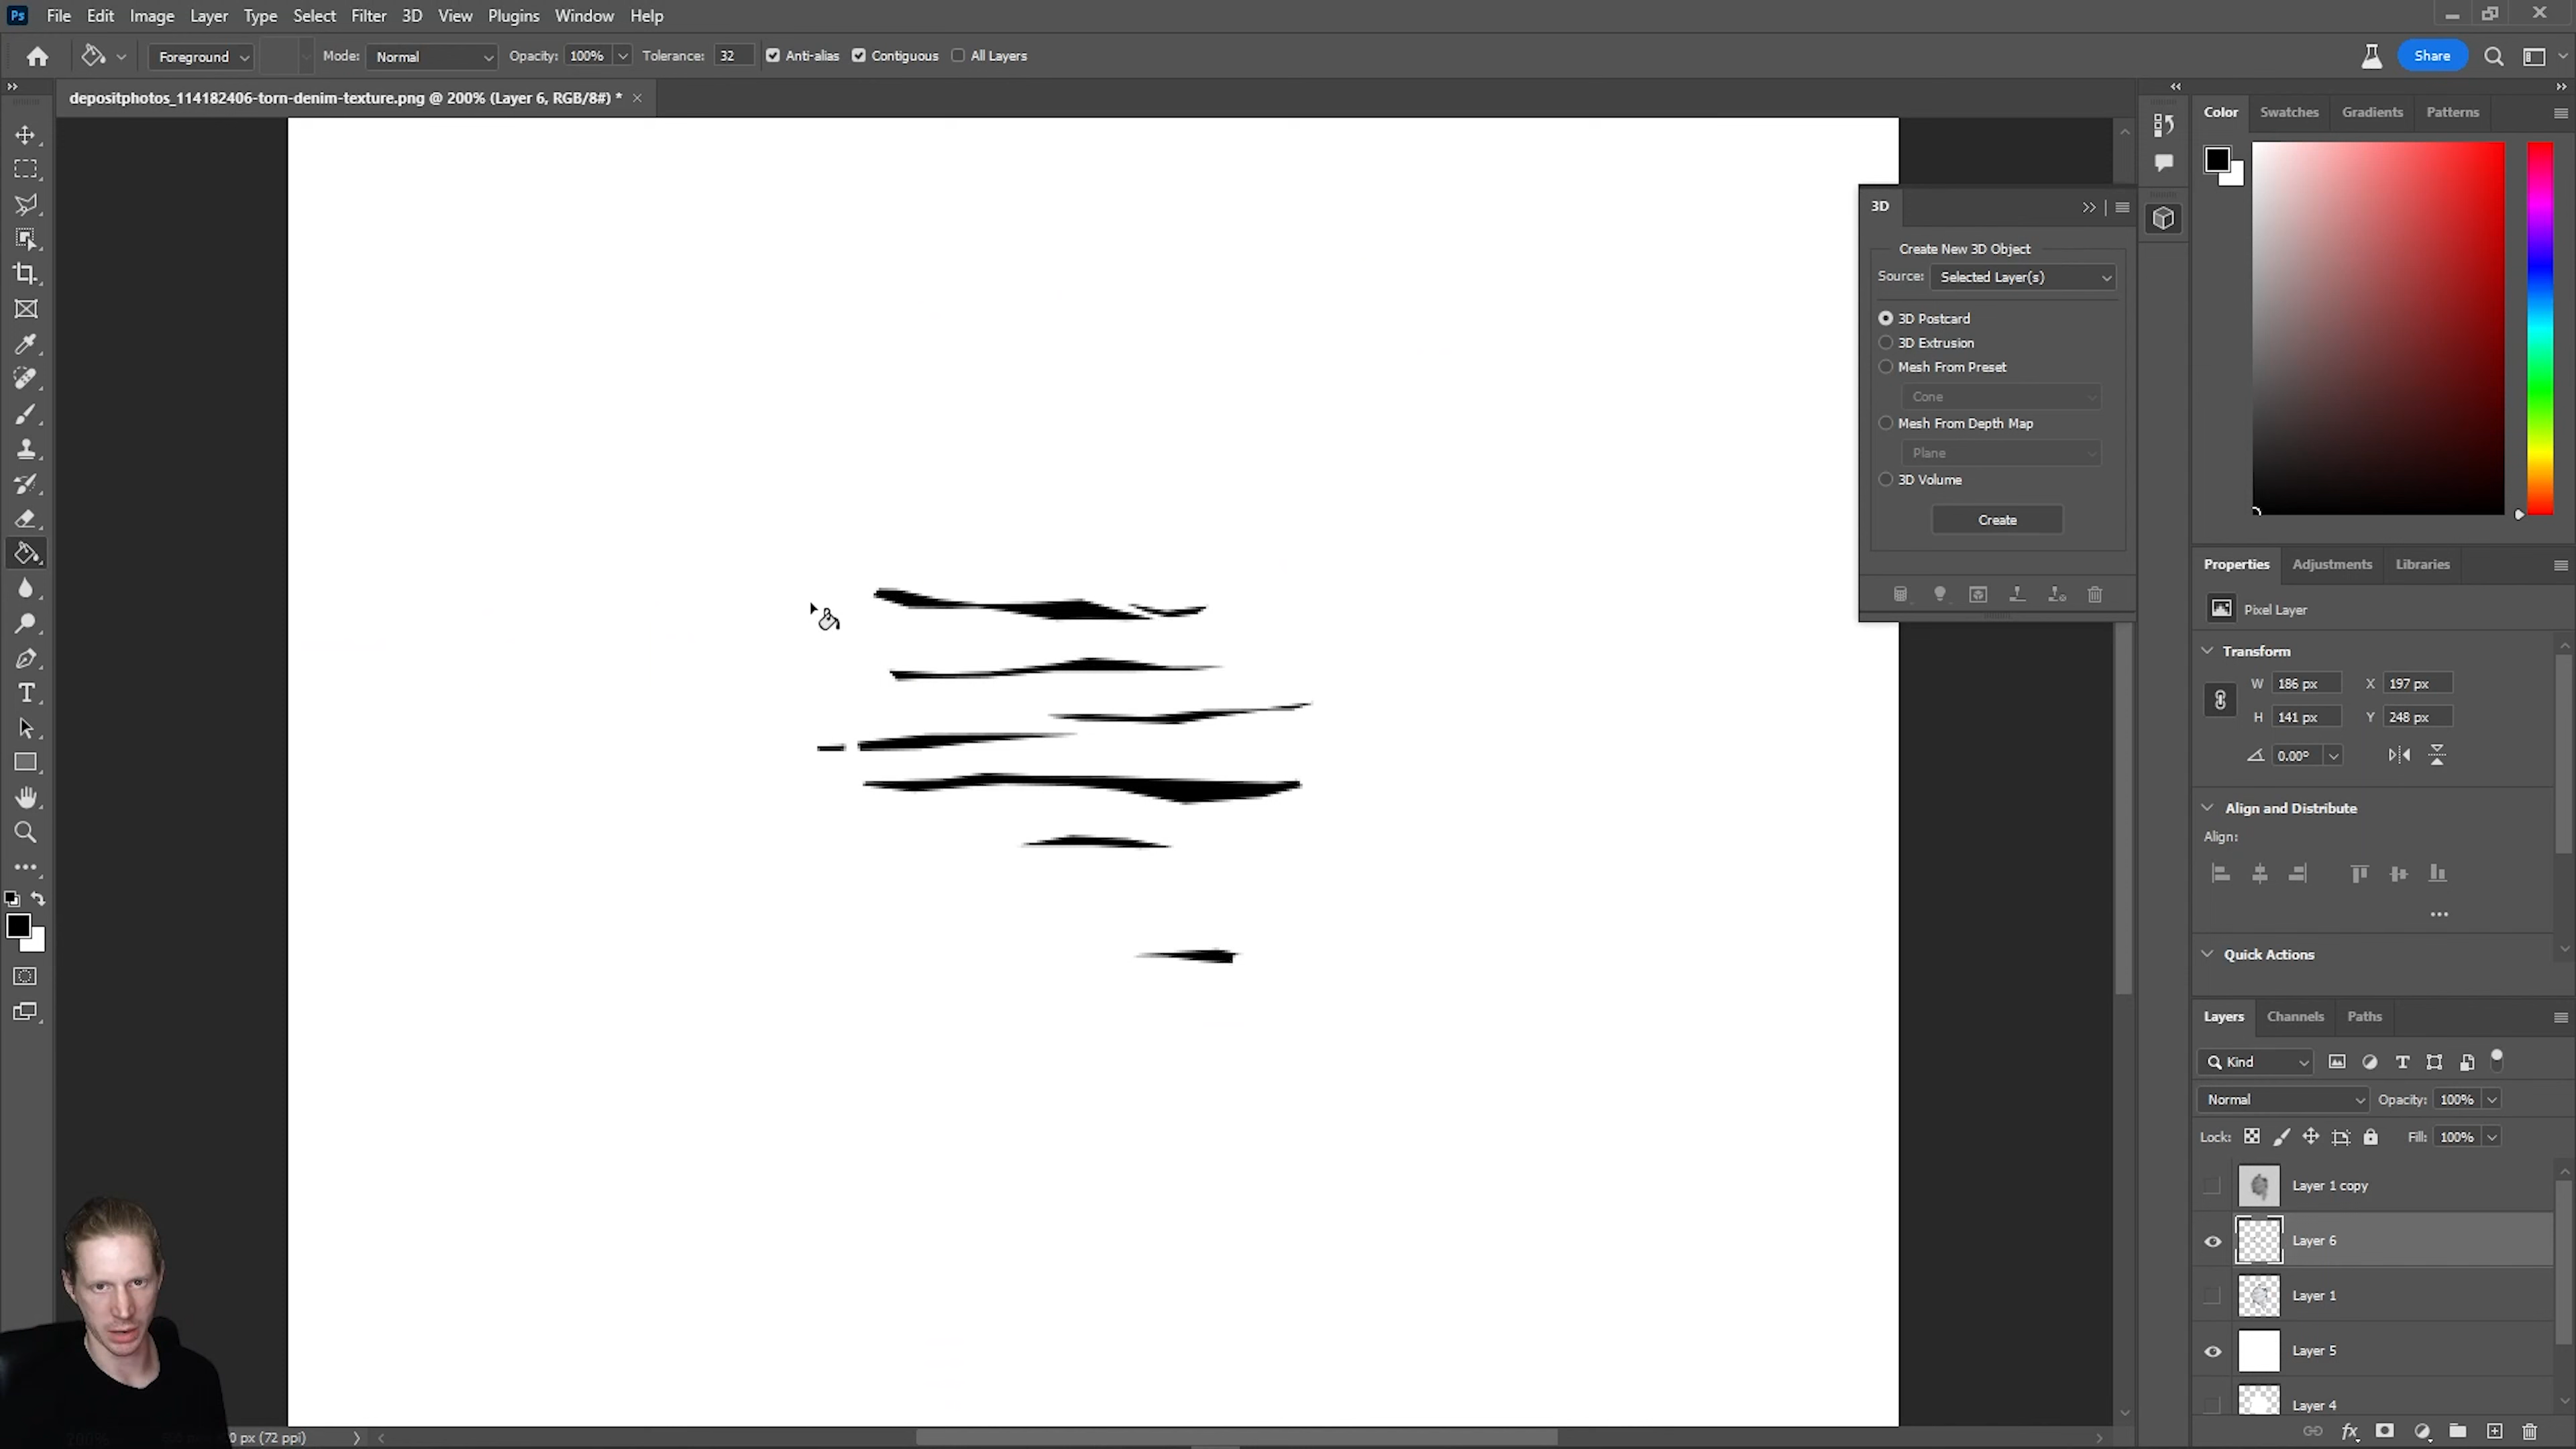 Ps File Edit Image Layer Type Select Filter 3D View Plugins Window Help
Foreground Mode: Normal Opacity: 100% Tolerance: 32 Anti-alias Contiguous All Layers Share
depositphotos_114182406-torn-denim-texture.png @ 200% (Layer 6, RGB/8#) *
Color Swatches Gradients Patterns
3D
Create New 3D Object
Source: Selected Layer(s)
3D Postcard
3D Extrusion
Mesh From Preset
Cone
Mesh From Depth Map
Plane
3D Volume
Create
Properties Adjustments Libraries
Pixel Layer
Transform
W 186 px X 197 px
H 141 px Y 248 px
0.00°
Align and Distribute
Align:
Quick Actions
Layers Channels Paths
Kind
Normal Opacity: 100%
Lock: Fill: 100%
Layer 1 copy
Layer 6
Layer 1
Layer 5
Layer 4
px (72 ppi)
fx